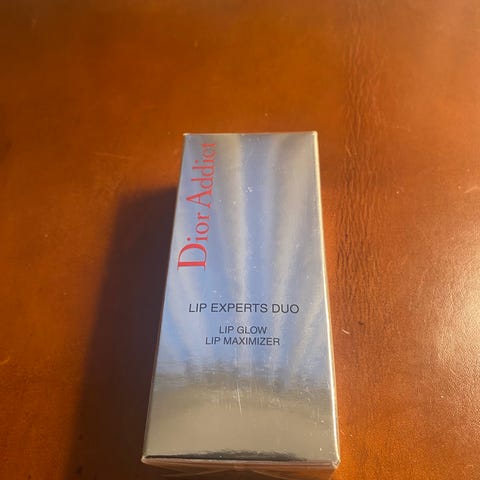 Dior Addict
LIP EXPERTS DUO
LIP GLOW
LIP MAXIMIZER